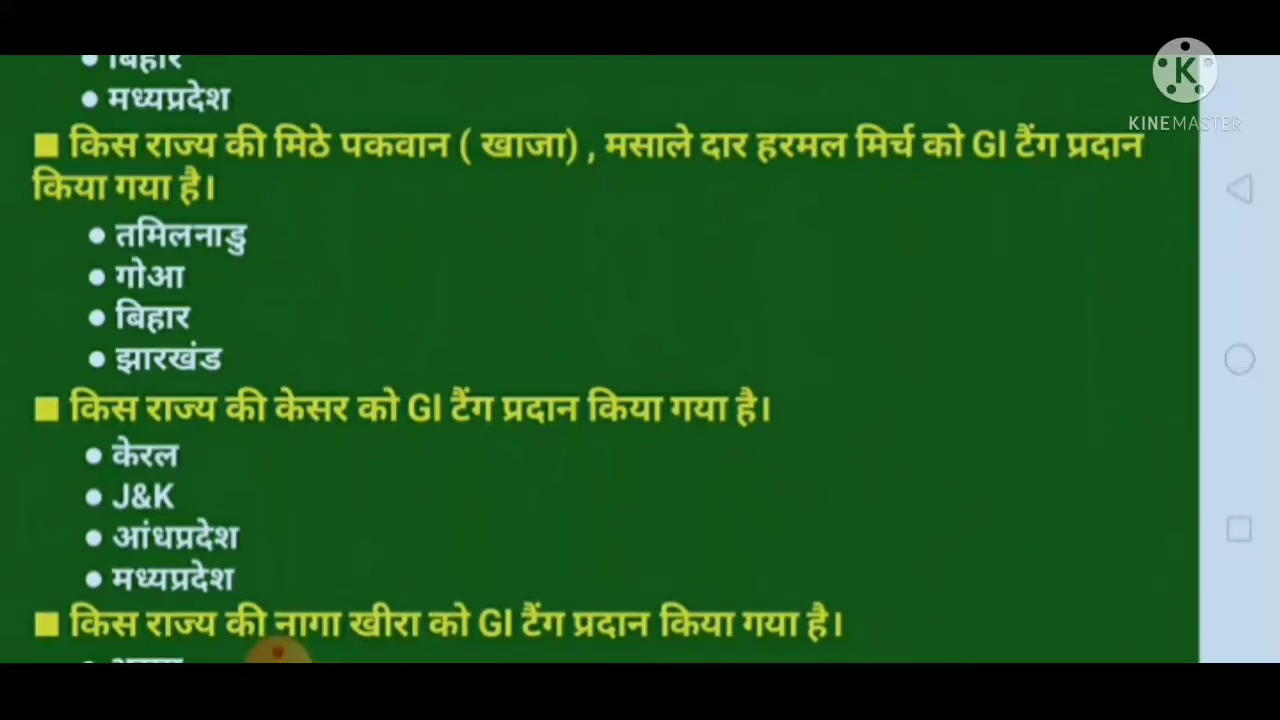 बिहार
● मध्यप्रदेश
■ किस राज्य की मिठे पकवान ( खाजा) , मसाले दार हरमल मिर्च को GI टैंग प्रदान
किया गया है।
● तमिलनाडु
● गोआ
● बिहार
● झारखंड
■ किस राज्य की केसर को GI टैंग प्रदान किया गया है।
● केरल
● J&K
● आंधप्रदेश
● मध्यप्रदेश
■ किस राज्य की नागा खीरा को GI टैंग प्रदान किया गया है।
K
KINEMASTER